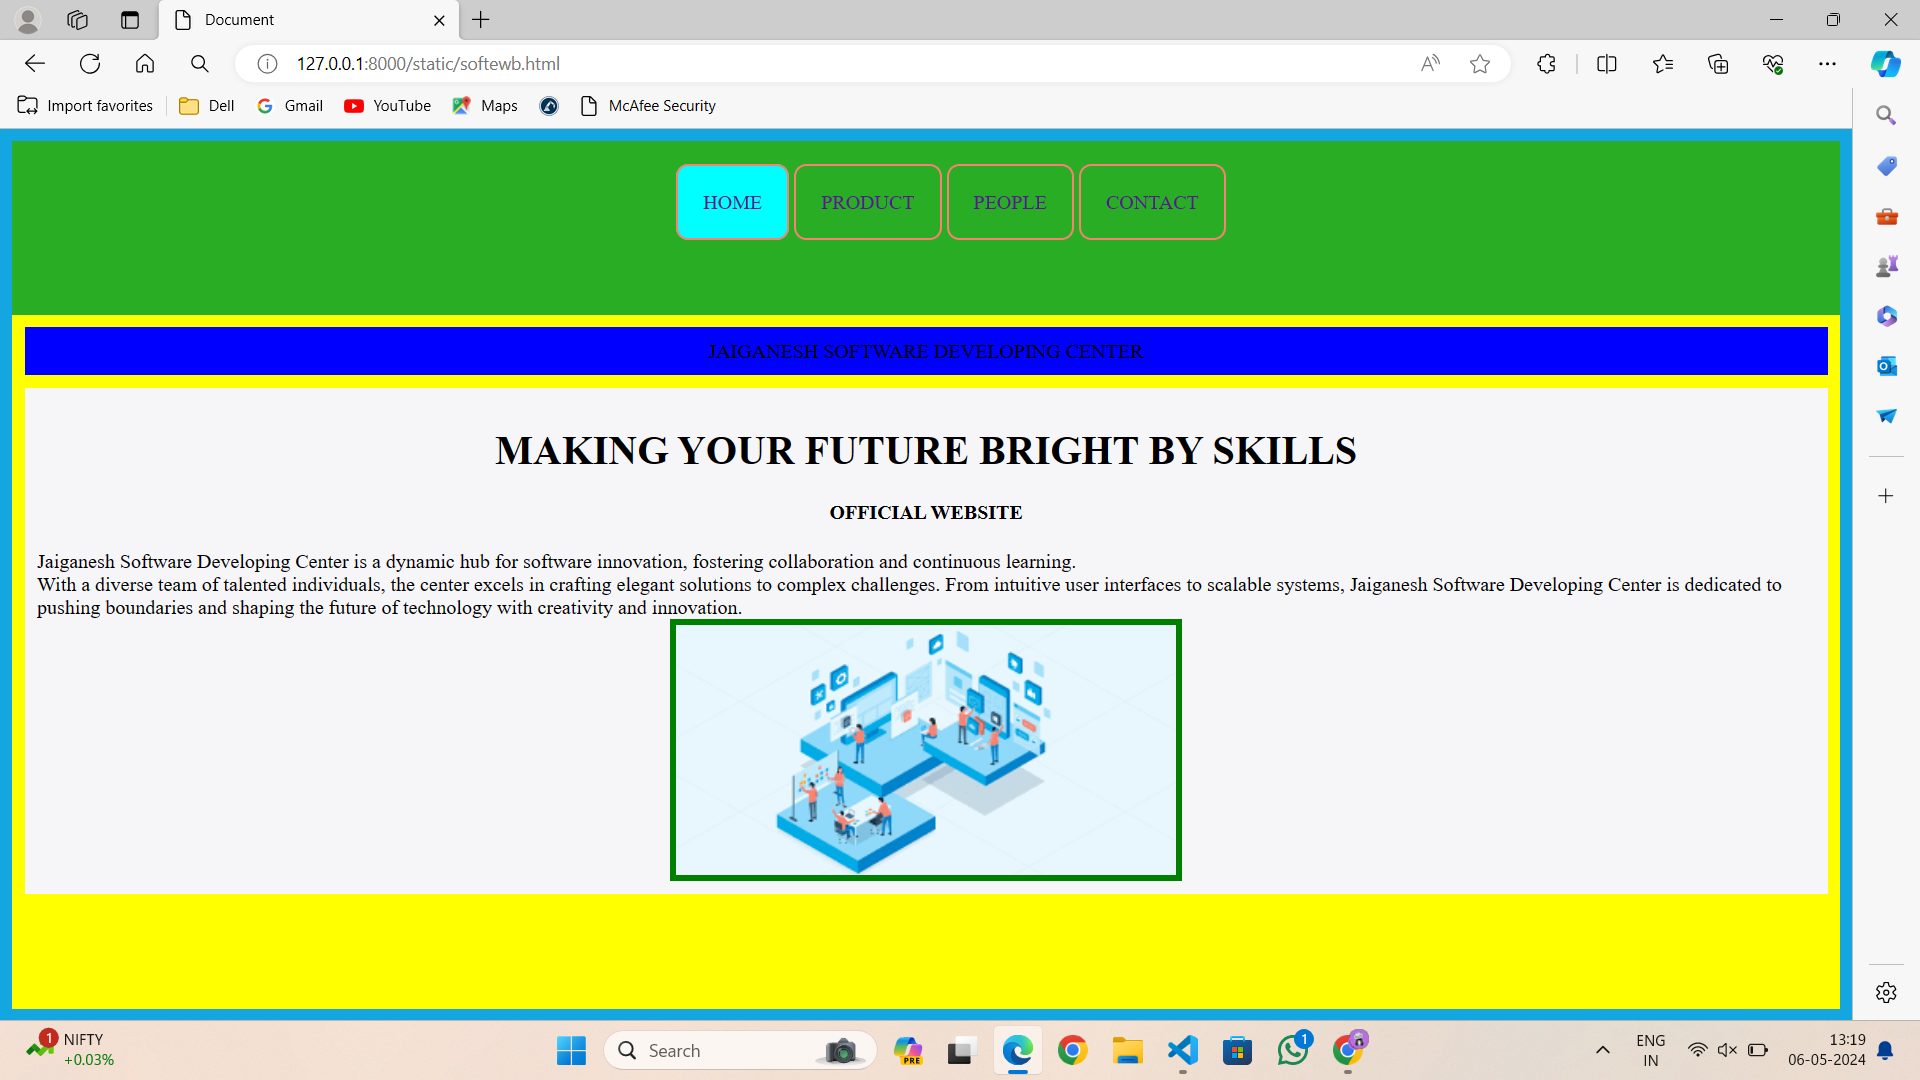 Document
127.0.0.1:8000/static/softewb.html
Import favorites
Dell
Gmail
YouTube
Maps
McAfee Security
HOME
PRODUCT
PEOPLE
CONTACT
JAIGANESH SOFTWARE DEVELOPING CENTER
MAKING YOUR FUTURE BRIGHT BY SKILLS
OFFICIAL WEBSITE
Jaiganesh Software Developing Center is a dynamic hub for software innovation, fostering collaboration and continuous learning.
With a diverse team of talented individuals, the center excels in crafting elegant solutions to complex challenges. From intuitive user interfaces to scalable systems, Jaiganesh Software Developing Center is dedicated to
pushing boundaries and shaping the future of technology with creativity and innovation.
1
NIFTY
+0.03%
Search
PRE
1
ENG
IN
13:19
06-05-2024